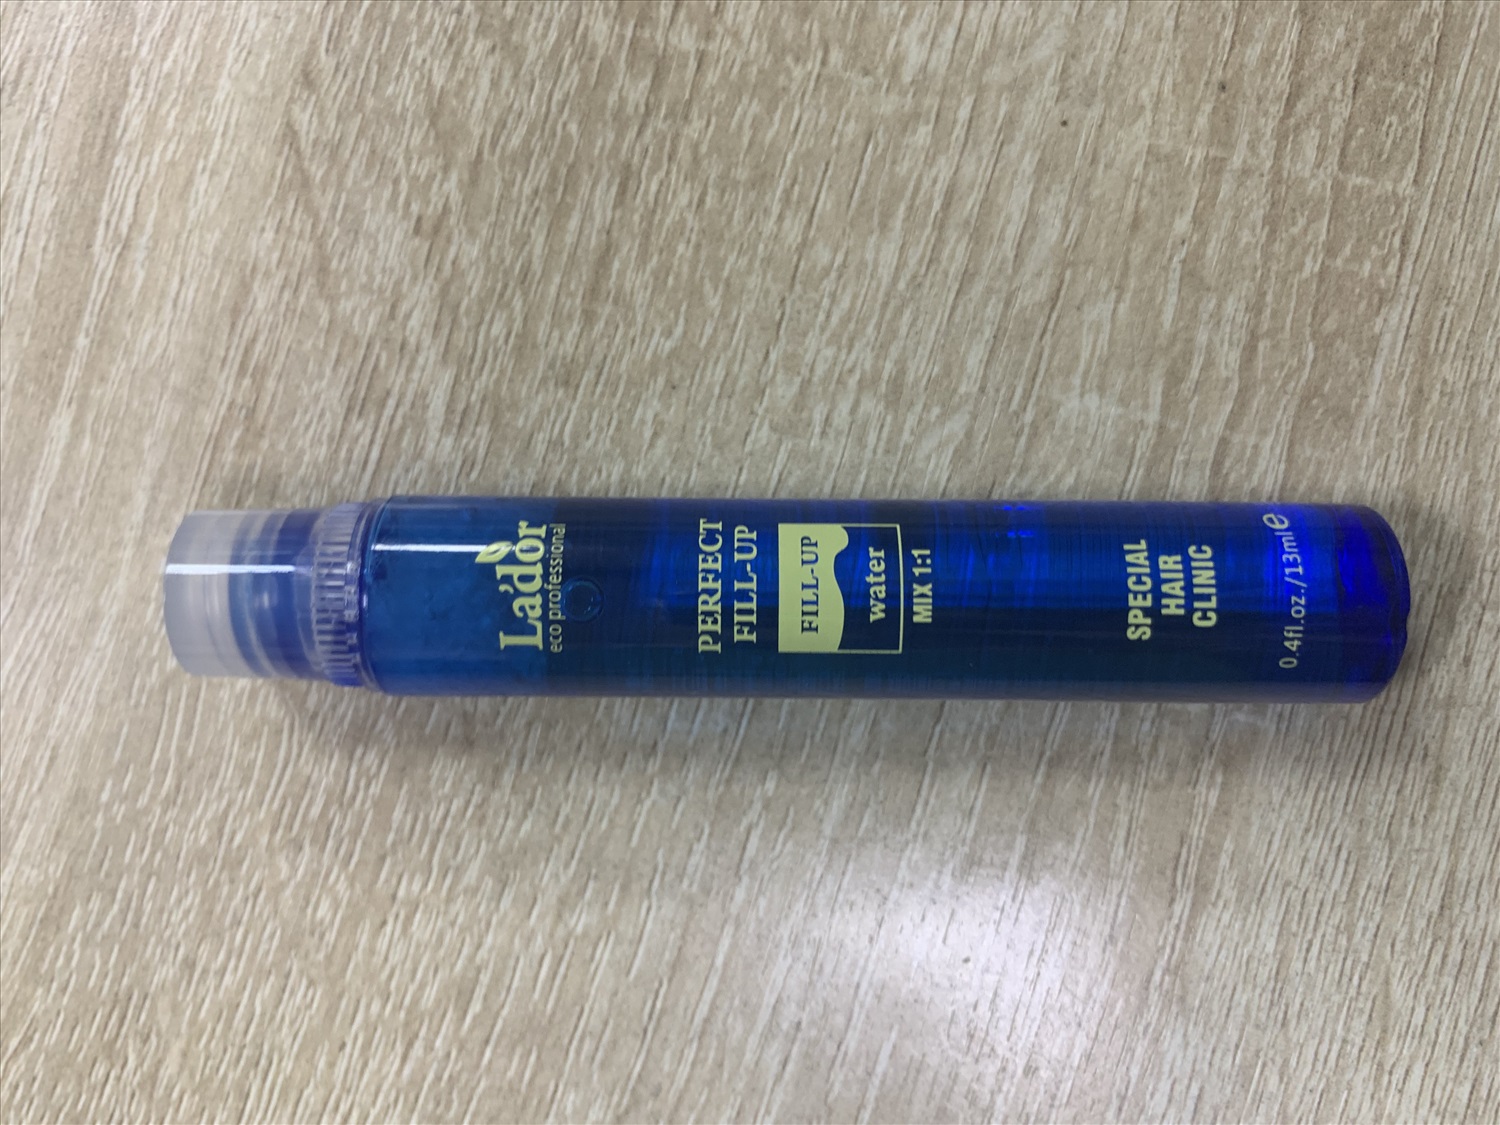 La'dor
eco professional
PERFECT
FILL-UP
FILL-UP
water
MIX 1:1
SPECIAL
HAIR
CLINIC
0.4fl.oz./13ml℮